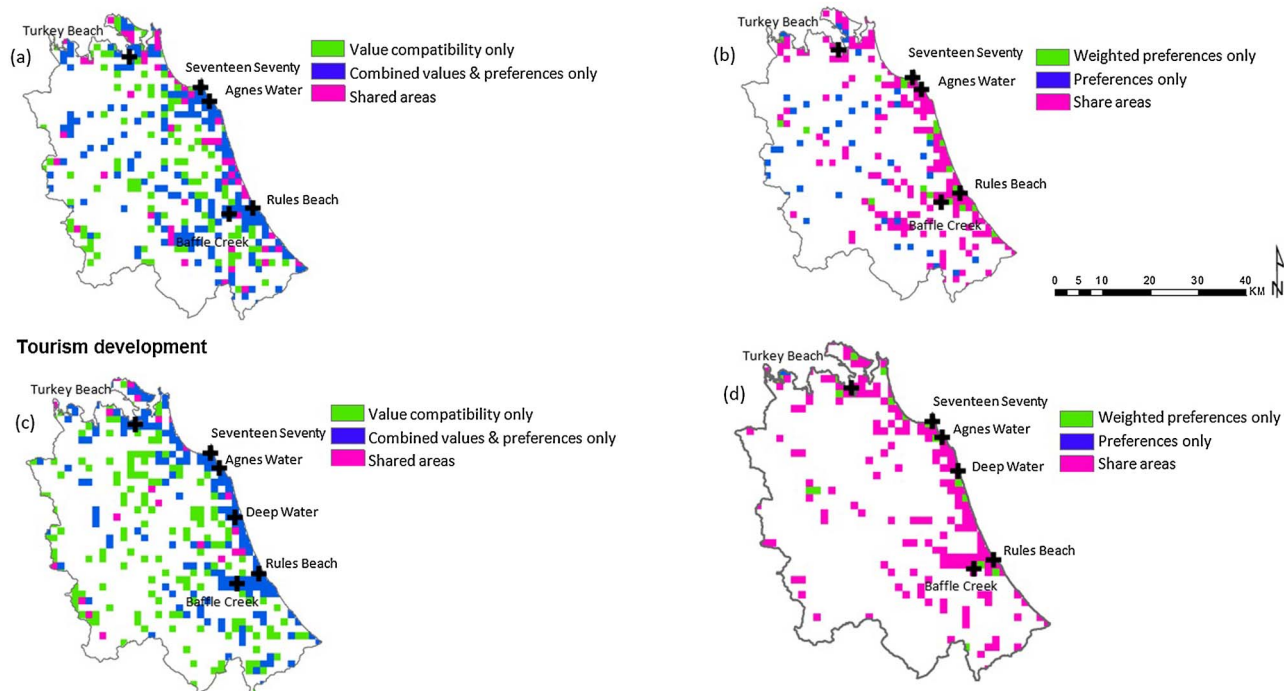 Turkey Beach
(a)
Seventeen Seventy
Agnes Water
Rules Beach
Baffle Creek
Value compatibility only
Combined values & preferences only
Shared areas
Turkey Beach
(b)
Seventeen Seventy
Agnes Water
Rules Beach
Baffle Creek
Weighted preferences only
Preferences only
Share areas
0 5 10 20 30 40
KM
N
Tourism development
Turkey Beach
(c)
Seventeen Seventy
Agnes Water
Deep Water
Rules Beach
Baffle Creek
Value compatibility only
Combined values & preferences only
Shared areas
Turkey Beach
(d)
Seventeen Seventy
Agnes Water
Deep Water
Rules Beach
Baffle Creek
Weighted preferences only
Preferences only
Share areas